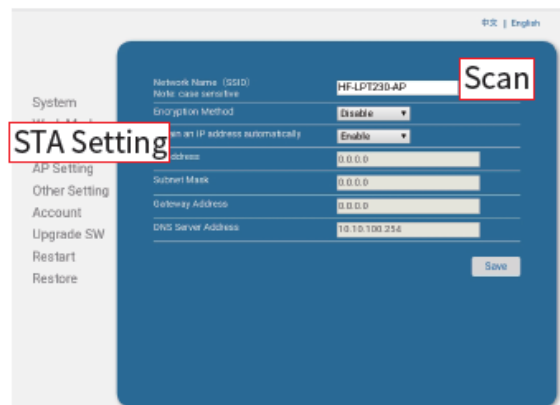 中文 | English
Network Name (SSID)
Note: case sensitive
HF-LPT230-AP
Scan
System
Encryption Method
Disable
STA Setting
an IP address automatically
Enable
0.0.0.0
AP Setting
Subnet Mask
0.0.0.0
Other Setting
Gateway Address
0.0.0.0
Account
DNS Server Address
10.10.100.254
Upgrade SW
Restart
Save
Restore